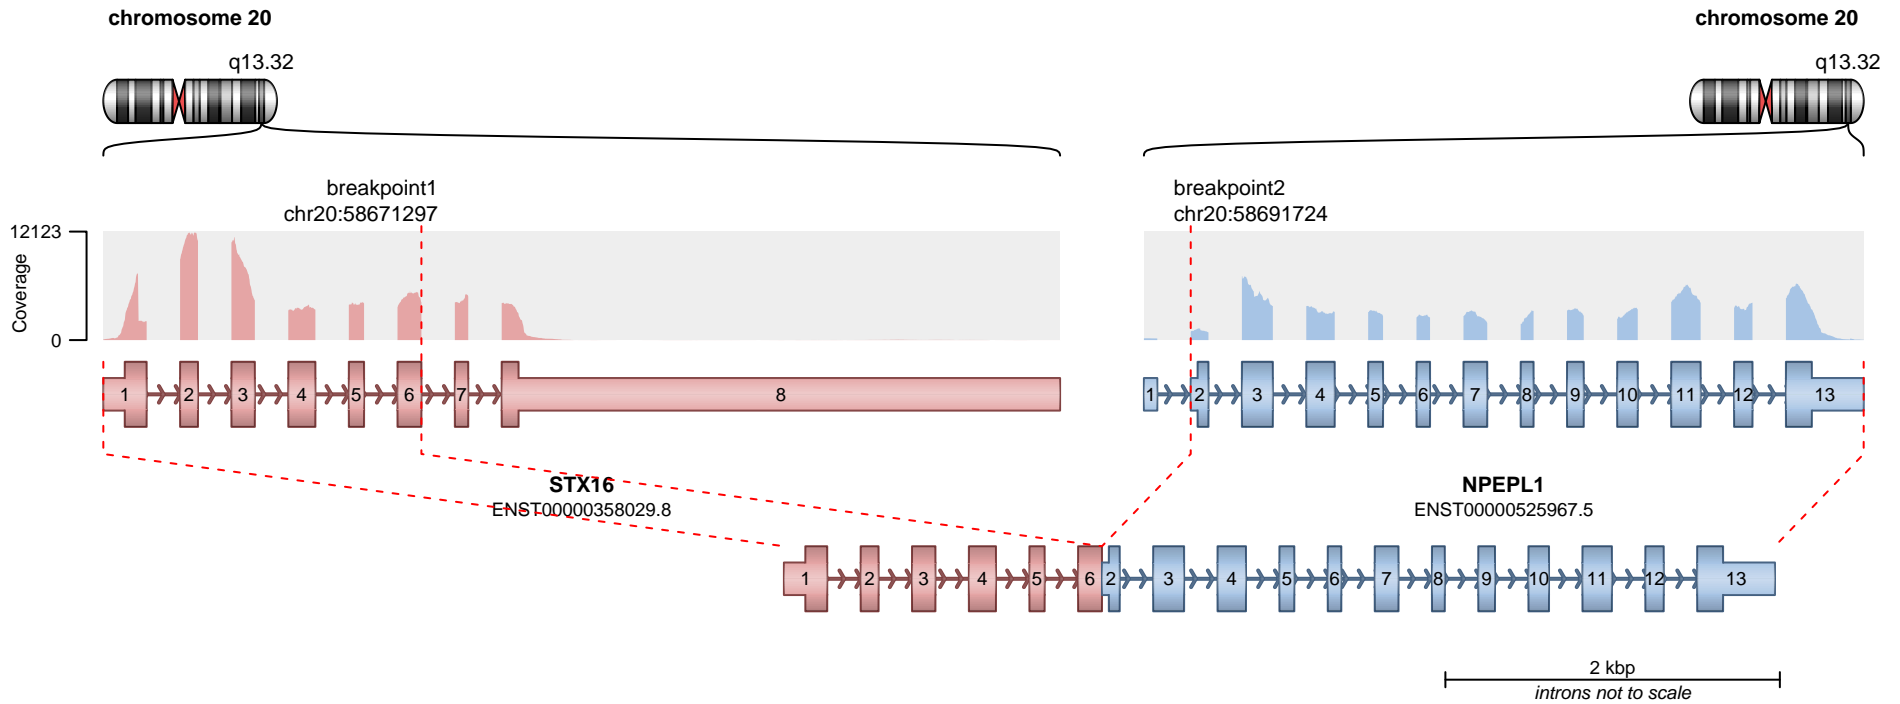 chromosome 20
chromosome 20
q13.32
q13.32
breakpoint1
chr20:58671297
breakpoint2
chr20:58691724
12123
Coverage
0
1 2 3 4 5 6 7 8
1 2 3 4 5 6 7 8 9 10 11 12 13
STX16
ENST00000358029.8
NPEPL1
ENST00000525967.5
1 2 3 4 5 6 2 3 4 5 6 7 8 9 10 11 12 13
2 kbp
introns not to scale